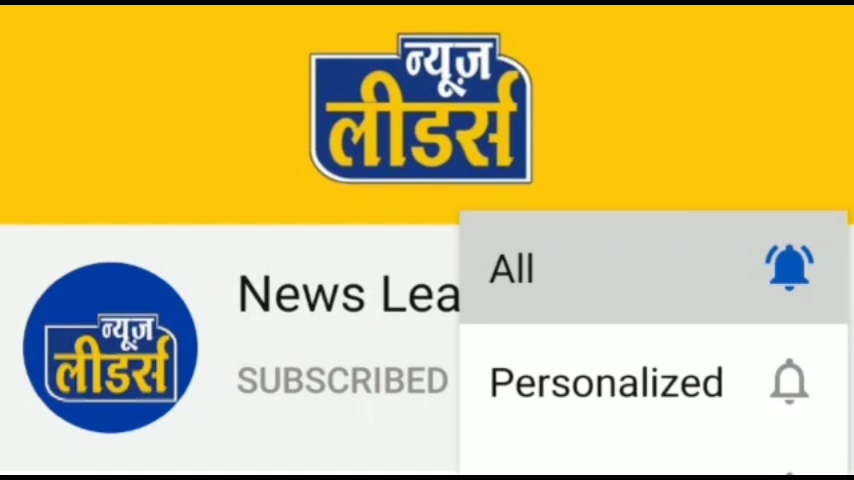 न्यूज़
लीडर्स
All
News Lea
न्यूज़
लीडर्स
SUBSCRIBED
Personalized